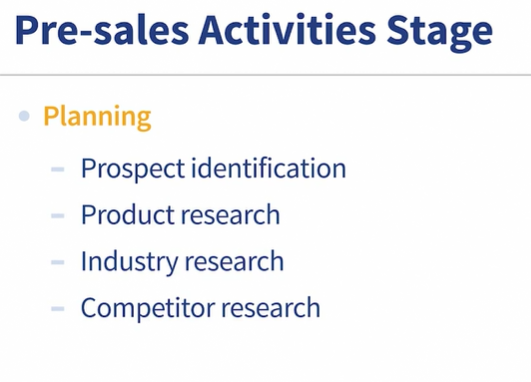 Pre-sales Activities Stage
• Planning
– Prospect identification
– Product research
– Industry research
– Competitor research